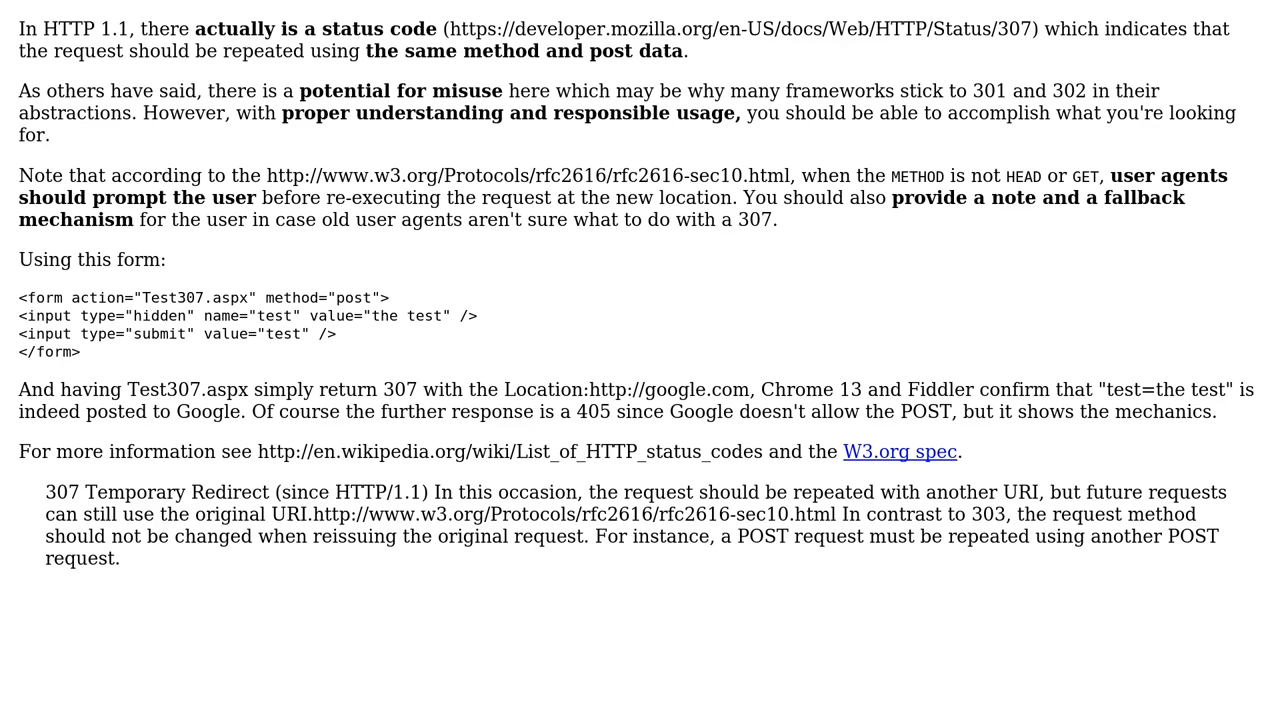 In HTTP 1.1, there actually is a status code (https://developer.mozilla.org/en-US/docs/Web/HTTP/Status/307) which indicates that
the request should be repeated using the same method and post data.
As others have said, there is a potential for misuse here which may be why many frameworks stick to 301 and 302 in their
abstractions. However, with proper understanding and responsible usage, you should be able to accomplish what you're looking
for.
Note that according to the http://www.w3.org/Protocols/rfc2616/rfc2616-sec10.html, when the METHOD is not HEAD or GET, user agents
should prompt the user before re-executing the request at the new location. You should also provide a note and a fallback
mechanism for the user in case old user agents aren't sure what to do with a 307.
Using this form:
<form action="Test307.aspx" method="post">
<input type="hidden" name="test" value="the test" />
<input type="submit" value="test" />
</form>
And having Test307.aspx simply return 307 with the Location:http://google.com, Chrome 13 and Fiddler confirm that "test=the test" is
indeed posted to Google. Of course the further response is a 405 since Google doesn't allow the POST, but it shows the mechanics.
For more information see http://en.wikipedia.org/wiki/List_of_HTTP_status_codes and the W3.org spec.
307 Temporary Redirect (since HTTP/1.1) In this occasion, the request should be repeated with another URI, but future requests
can still use the original URI.http://www.w3.org/Protocols/rfc2616/rfc2616-sec10.html In contrast to 303, the request method
should not be changed when reissuing the original request. For instance, a POST request must be repeated using another POST
request.